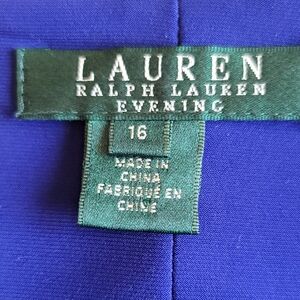 LAUREN
RALPH LAUREN
EVENING
16
MADE IN
CHINA
FABRIQUÉ EN
CHINE